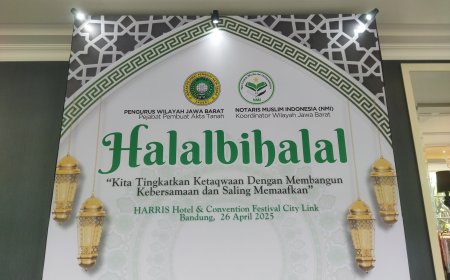 PENGURUS WILAYAH JAWA BARAT
Pejabat Pembuat Akta Tanah
NOTARIS MUSLIM INDONESIA (NMI)
Koordinator Wilayah Jawa Barat
Halalbihalal
“Kita Tingkatkan Ketaqwaan Dengan Membangun
Kebersamaan dan Saling Memaafkan”
HARRIS Hotel & Convention Festival City Link
Bandung, 26 April 2025